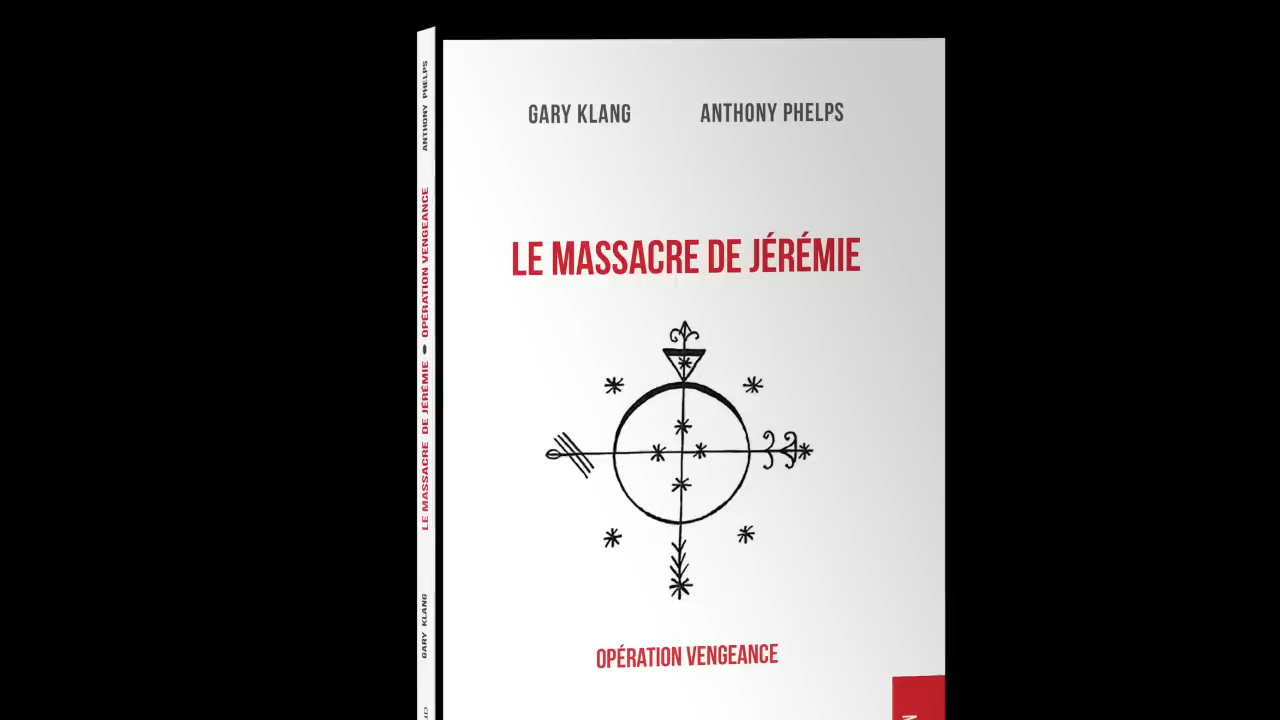 GARY KLANG ANTHONY PHELPS
LE MASSACRE DE JÉRÉMIE
OPÉRATION VENGEANCE
GARY KLANG LE MASSACRE DE JÉRÉMIE • OPÉRATION VENGEANCE ANTHONY PHELPS